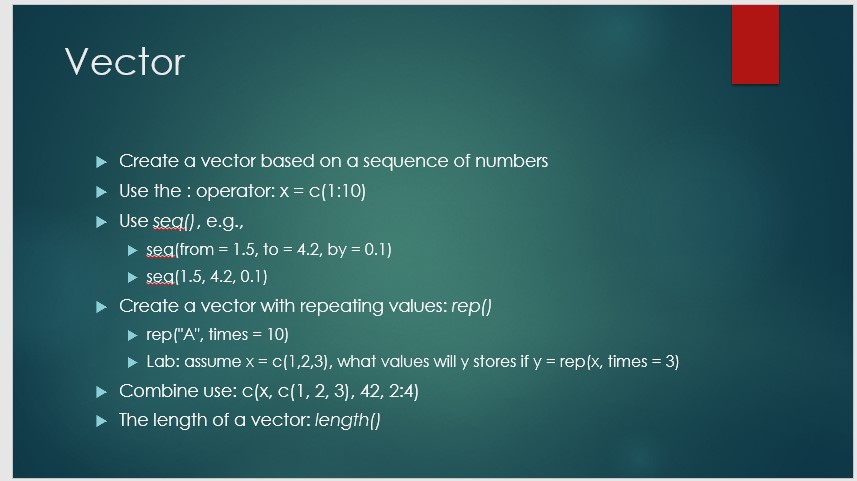 Vector
Create a vector based on a sequence of numbers
Use the : operator: x = c(1:10)
Use seq(), e.g.,
seq(from = 1.5, to = 4.2, by = 0.1)
seq(1.5, 4.2, 0.1)
Create a vector with repeating values: rep()
rep("A", times = 10)
Lab: assume x = c(1,2,3), what values will y stores if y = rep(x, times = 3)
Combine use: c(x, c(1, 2, 3), 42, 2:4)
The length of a vector: length()